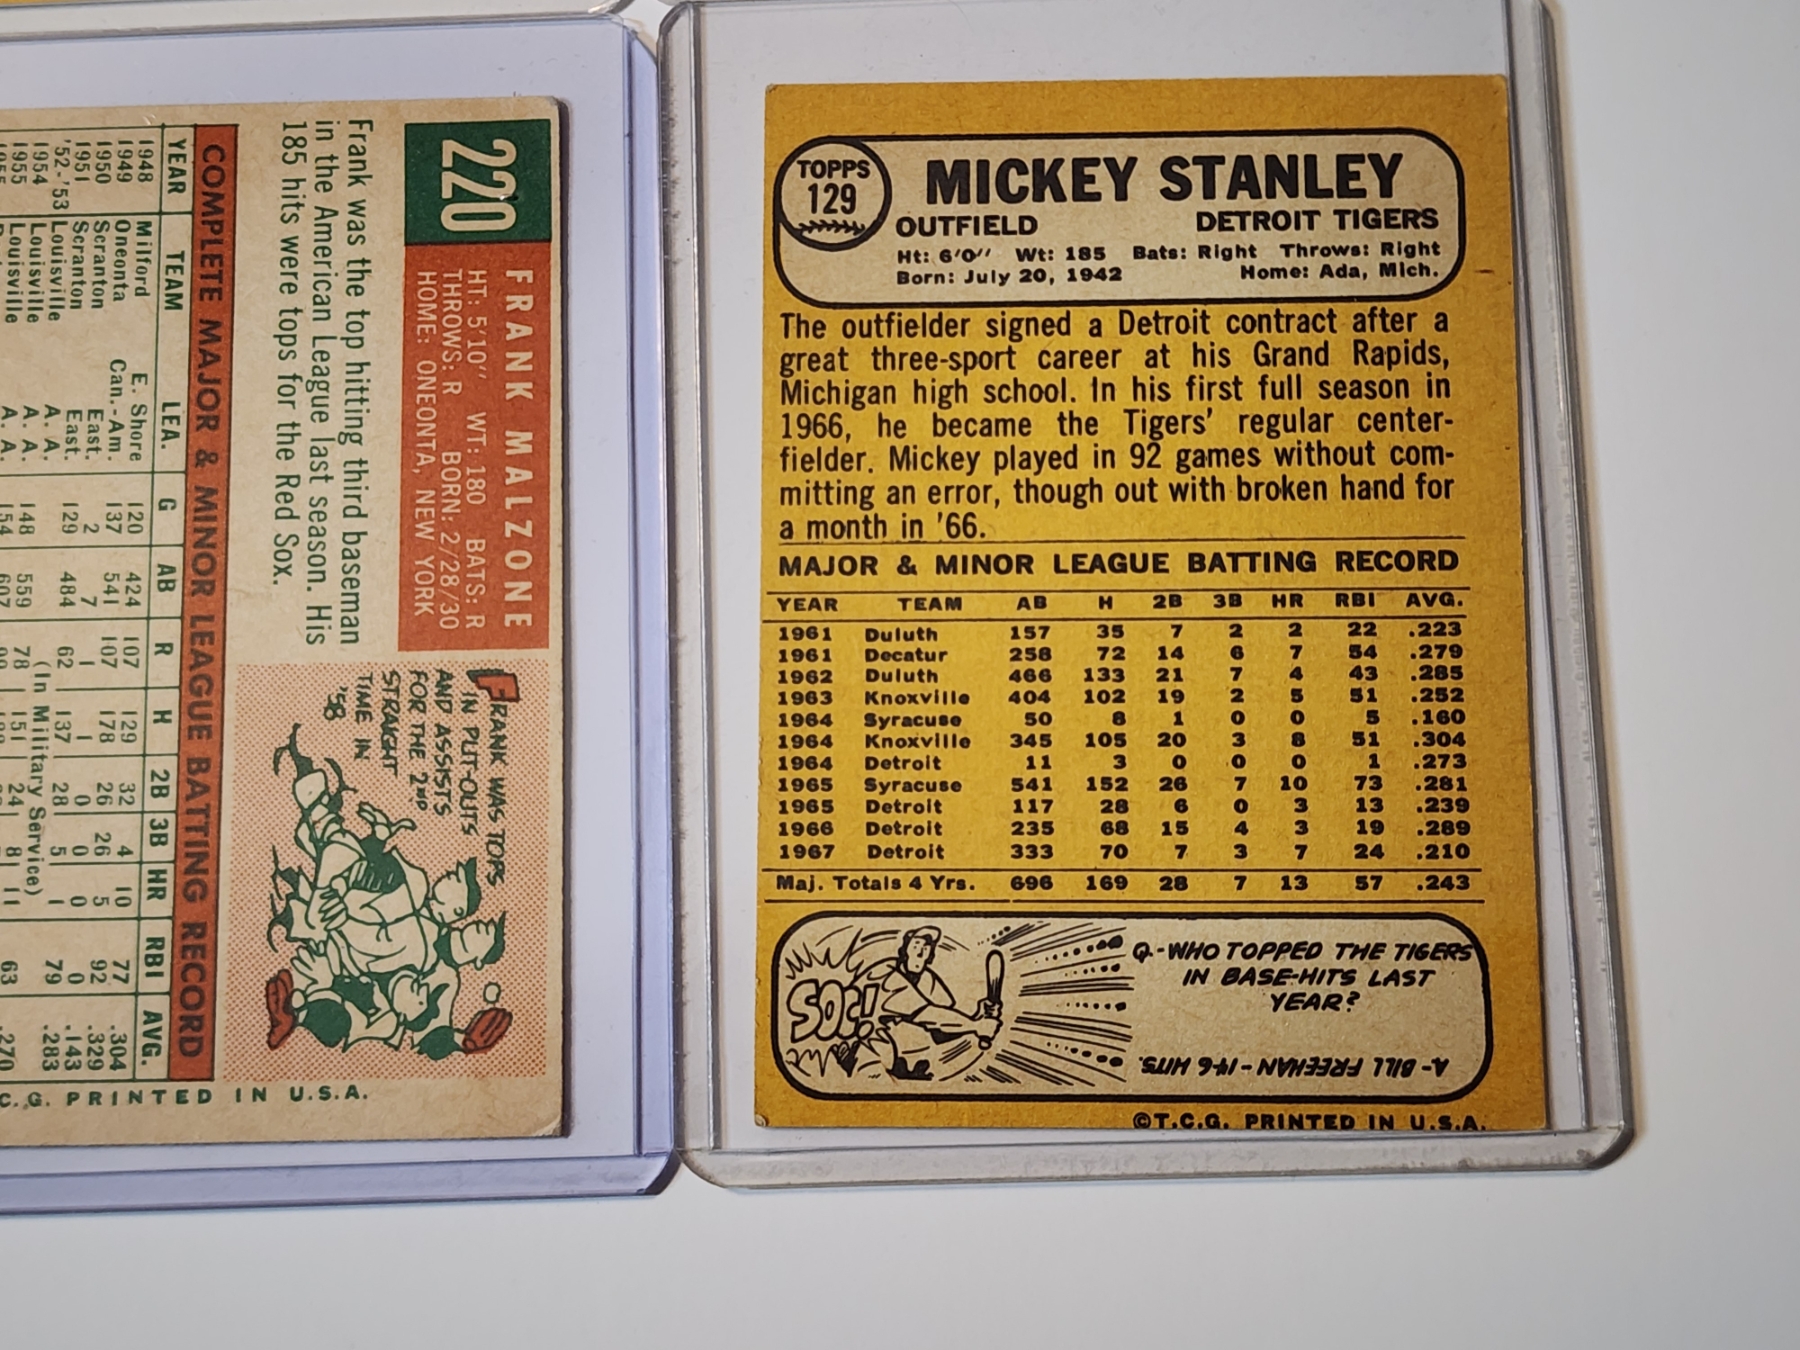 220
FRANK MALZONE
HT: 5'10" WT: 180 BATS: R
THROWS: R BORN: 2/28/30
HOME: ONEONTA, NEW YORK
Frank was the top hitting third baseman
in the American League last season. His
185 hits were tops for the Red Sox.
FRANK WAS TOPS
IN PUT-OUTS
AND ASSISTS
FOR THE 2ND
STRAIGHT
TIME IN
'58
COMPLETE MAJOR & MINOR LEAGUE BATTING RECORD
YEAR TEAM LEA. G AB R H 2B 3B HR RBI AVG.
1948 Milford E. Shore 120 424 107 129 32 4 10 77 .304
1949 Oneonta Can.-Am. 137 541 107 178 26 26 5 92 .329
1950 Scranton East. 2 7 1 1 0 0 0 0 .143
1951 Scranton East. 129 484 62 137 28 5 1 79 .283
'52-'53 Louisville A. A. (In Military Service)
1954 Louisville A. A. 148 559 78 151 24 8 11 63 .270
1955 Louisville A. A. 154 607
C.G. PRINTED IN U.S.A.
TOPPS
129
MICKEY STANLEY
OUTFIELD DETROIT TIGERS
Ht: 6'0" Wt: 185 Bats: Right Throws: Right
Born: July 20, 1942 Home: Ada, Mich.
The outfielder signed a Detroit contract after a
great three-sport career at his Grand Rapids,
Michigan high school. In his first full season in
1966, he became the Tigers' regular center-
fielder. Mickey played in 92 games without com-
mitting an error, though out with broken hand for
a month in '66.
MAJOR & MINOR LEAGUE BATTING RECORD
YEAR TEAM AB H 2B 3B HR RBI AVG.
1961 Duluth 157 35 7 2 2 22 .223
1961 Decatur 258 72 14 6 7 54 .279
1962 Duluth 466 133 21 7 4 43 .285
1963 Knoxville 404 102 19 2 5 51 .252
1964 Syracuse 50 8 1 0 0 5 .160
1964 Knoxville 345 105 20 3 8 51 .304
1964 Detroit 11 3 0 0 0 1 .273
1965 Syracuse 541 152 26 7 10 73 .281
1965 Detroit 117 28 6 0 3 13 .239
1966 Detroit 235 68 15 4 3 19 .289
1967 Detroit 333 70 7 3 7 24 .210
Maj. Totals 4 Yrs. 696 169 28 7 13 57 .243
SOC!
Q.-WHO TOPPED THE TIGERS
IN BASE-HITS LAST
YEAR?
A-BILL FREEHAN-146 HITS.
©T.C.G. PRINTED IN U.S.A.